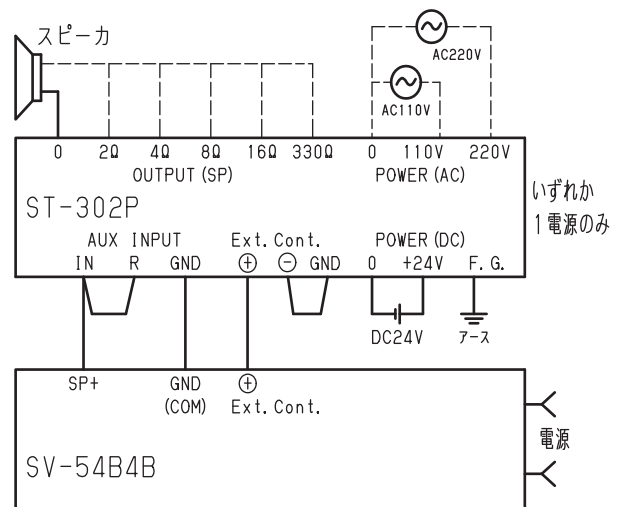 スピーカ
AC220V
AC110V
0 2Ω 4Ω 8Ω 16Ω 330Ω 0 110V 220V
OUTPUT (SP) POWER (AC)
ST-302P
いずれか
1電源のみ
AUX INPUT Ext. Cont. POWER (DC)
IN R GND ⊕ ⊖ GND 0 +24V F. G.
DC24V アース
SP+ GND ⊕
(COM) Ext. Cont.
電源
SV-54B4B